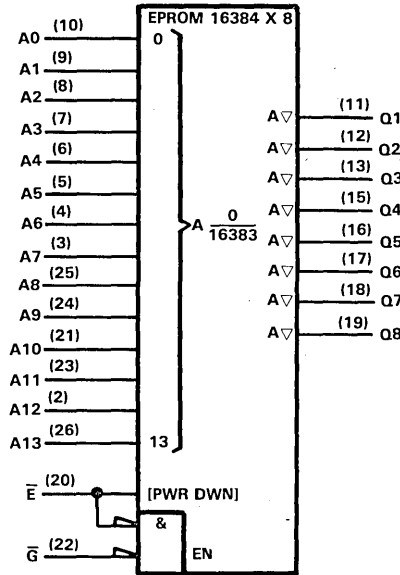 EPROM 16384 X 8
A0 (10) 0
A1 (9)
A2 (8)
A3 (7)
A4 (6)
A5 (5)
A6 (4)
A7 (3)
A8 (25)
A9 (24)
A10 (21)
A11 (23)
A12 (2)
A13 (26) 13
A 0
16383
A▽ (11) Q1
A▽ (12) Q2
A▽ (13) Q3
A▽ (15) Q4
A▽ (16) Q5
A▽ (17) Q6
A▽ (18) Q7
A▽ (19) Q8
E̅ (20) [PWR DWN]
&
G̅ (22) EN